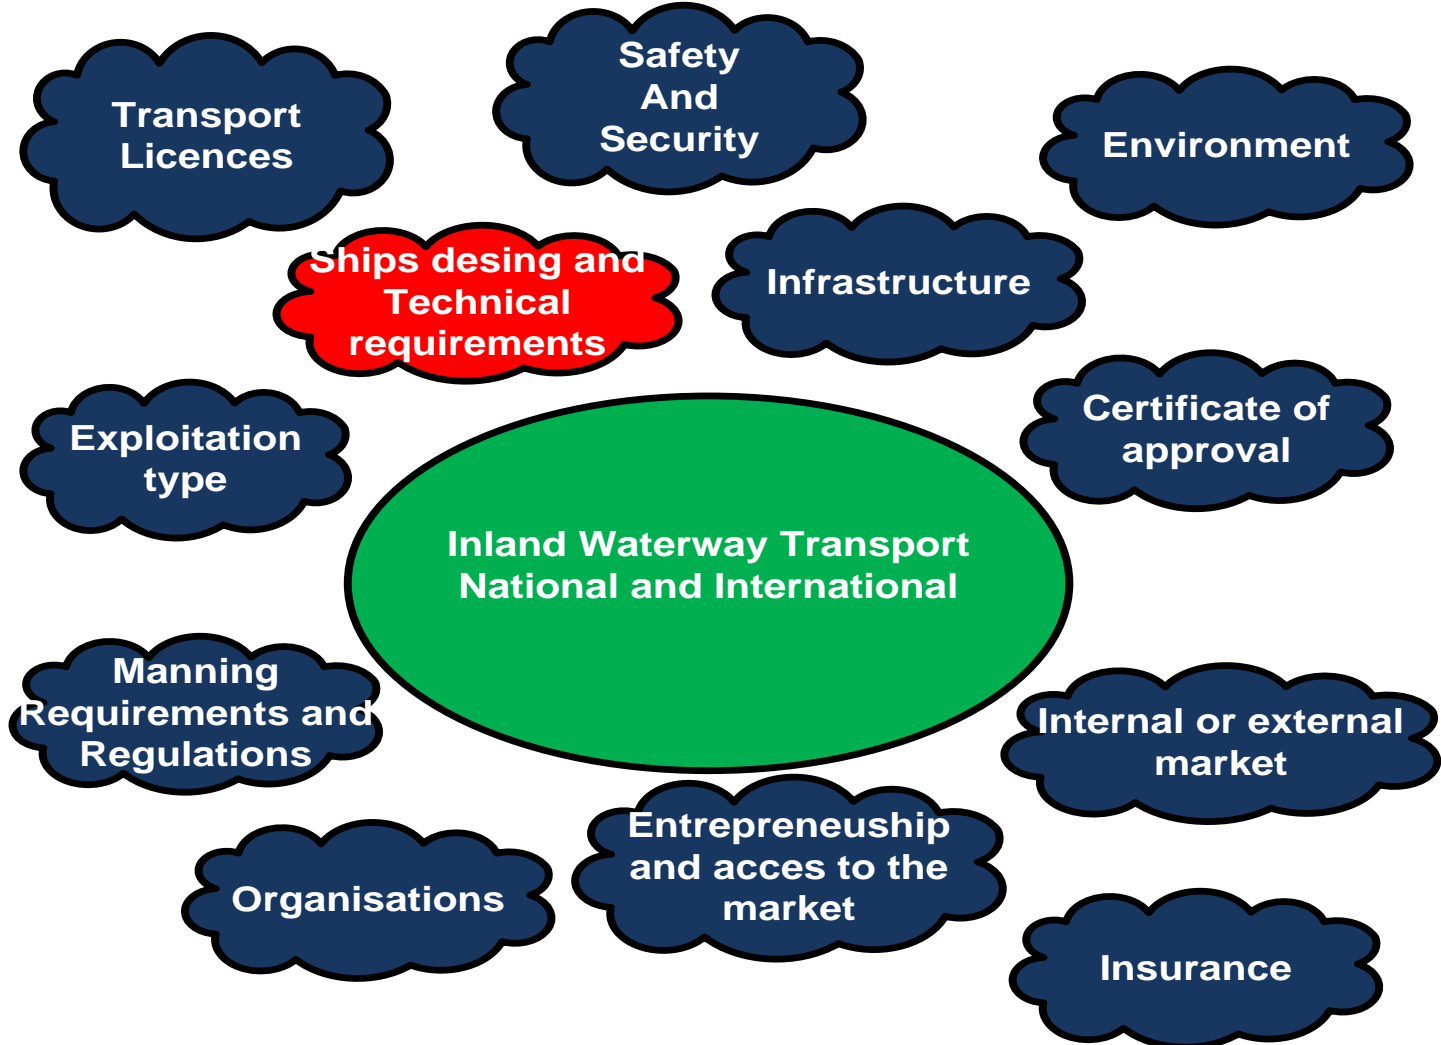 Transport
Licences
Safety
And
Security
Environment
Ships desing and
Technical
requirements
Infrastructure
Exploitation
type
Certificate of
approval
Inland Waterway Transport
National and International
Manning
Requirements and
Regulations
Internal or external
market
Entrepreneuship
and acces to the
market
Organisations
Insurance